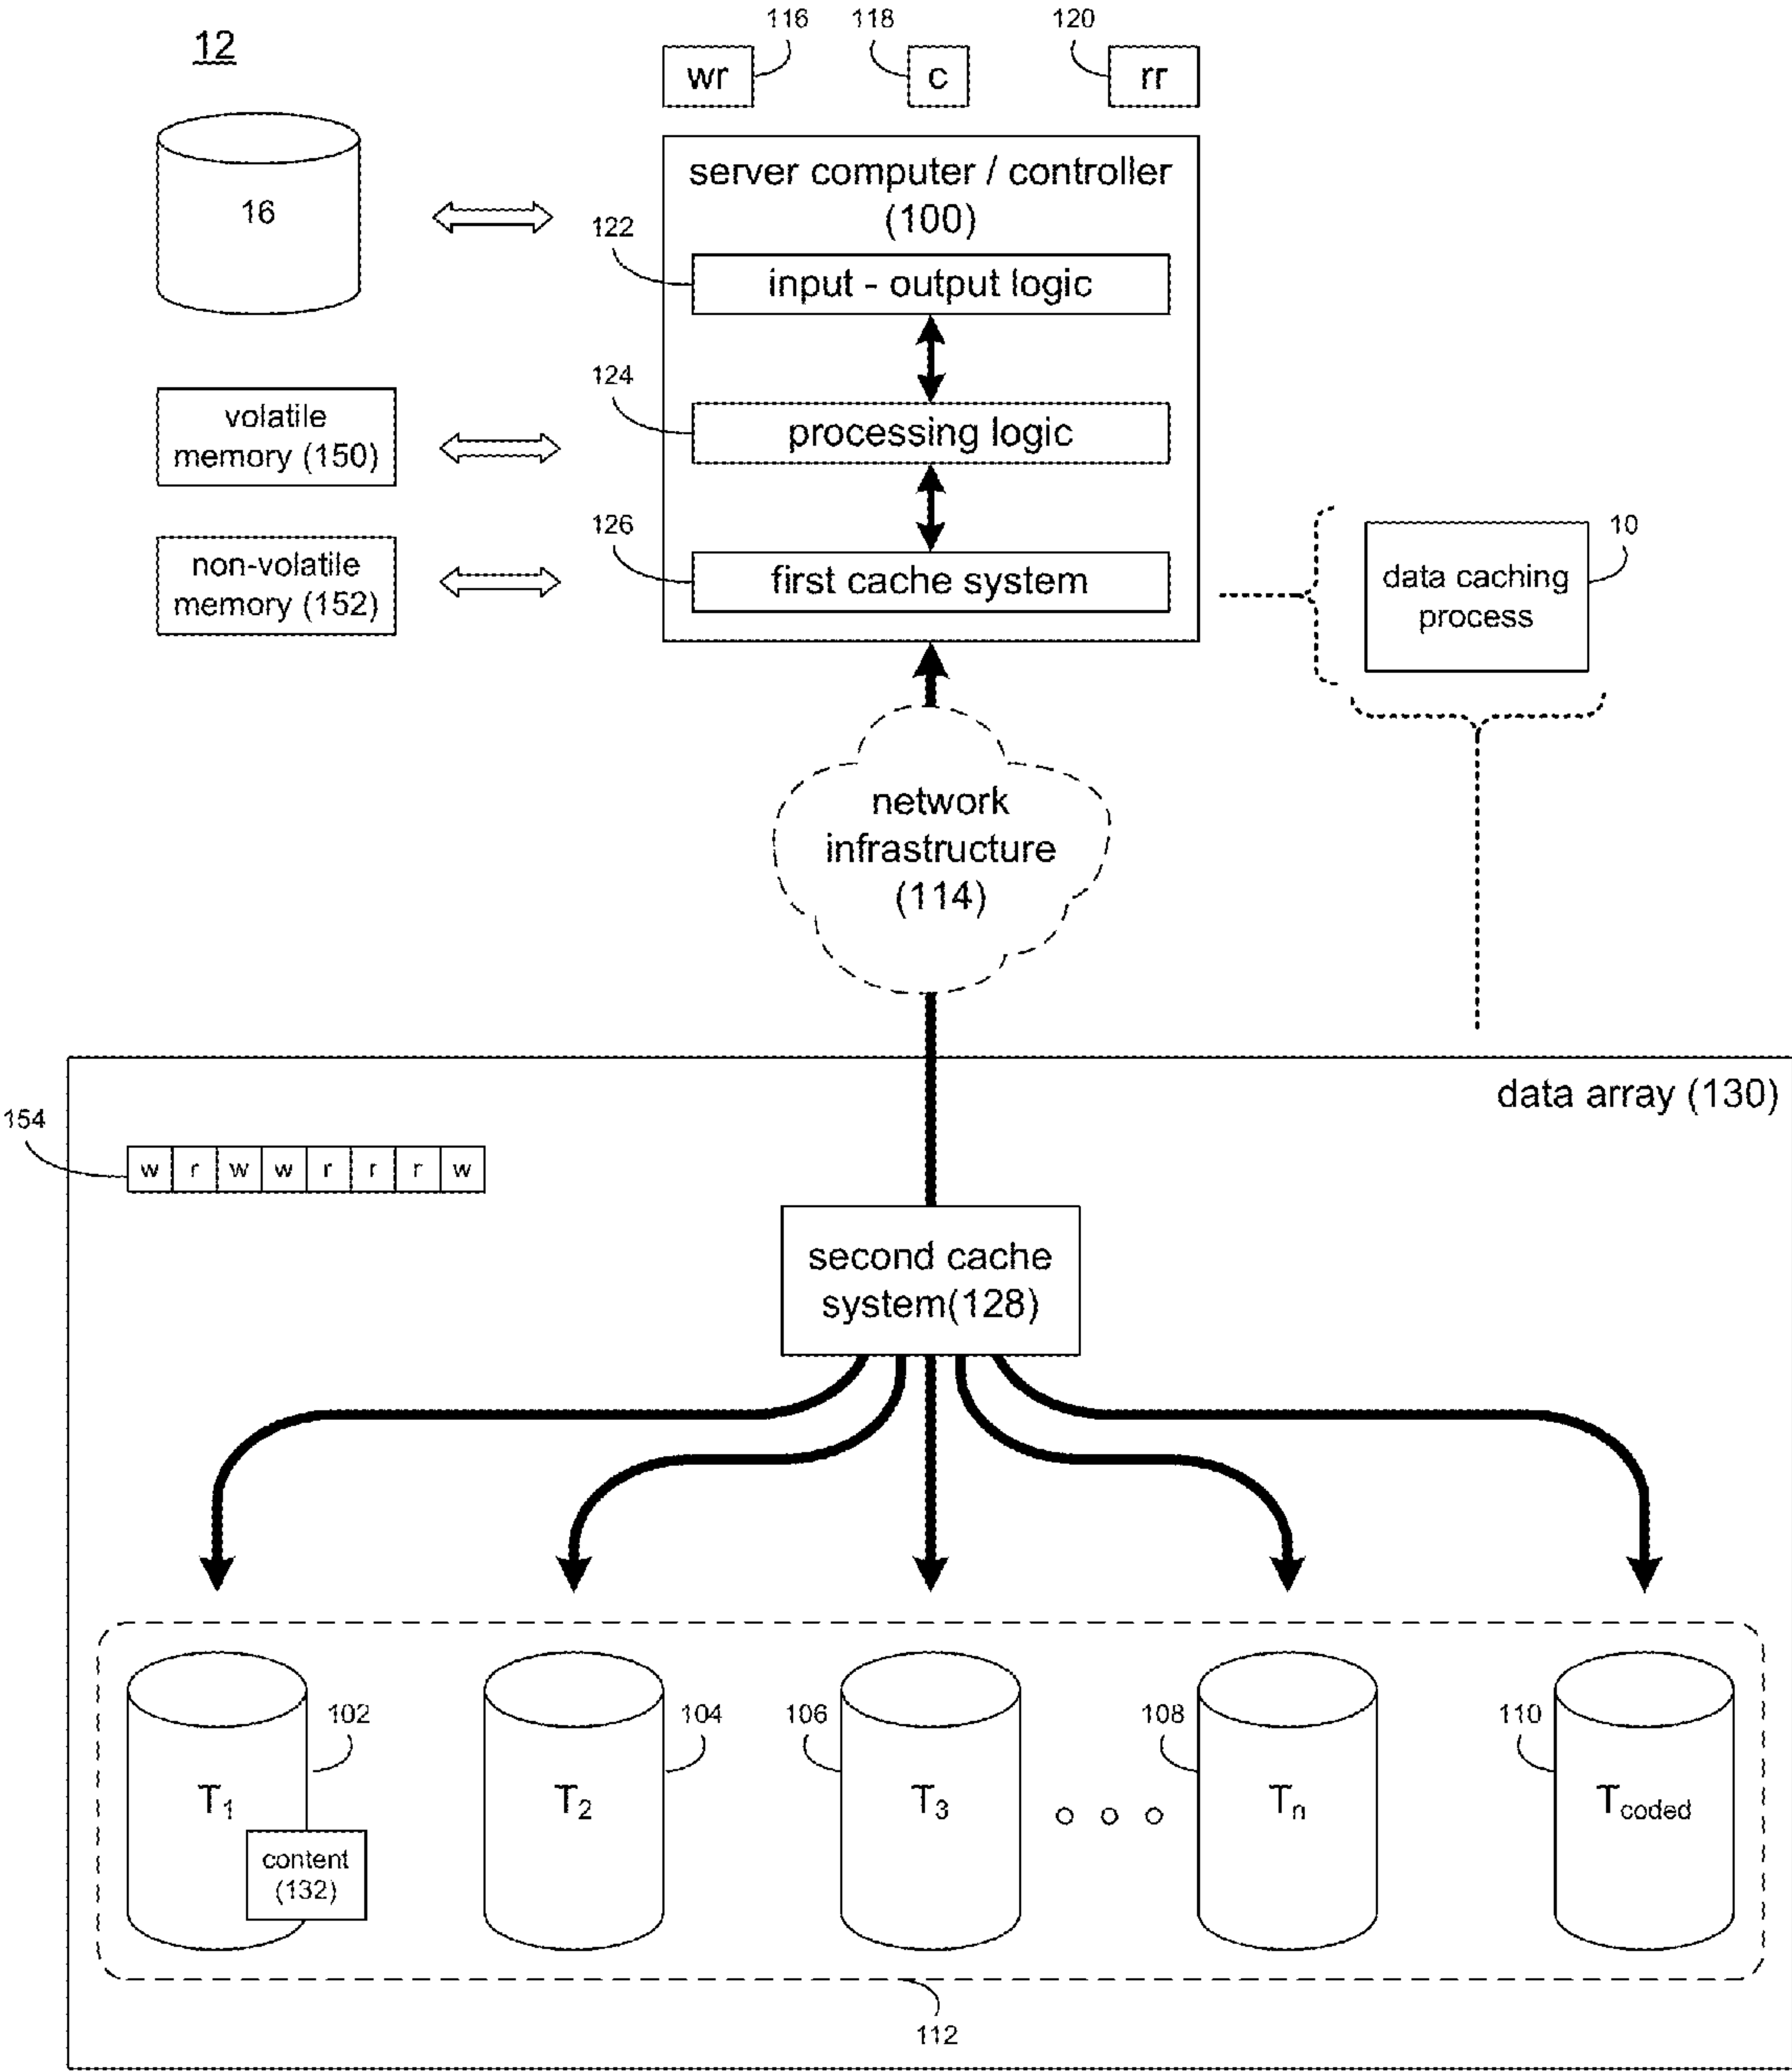 12
116
118
120
wr
c
rr
16
server computer / controller
(100)
122
input - output logic
volatile
memory (150)
124
processing logic
non-volatile
memory (152)
126
first cache system
10
data caching
process
network
infrastructure
(114)
data array (130)
154
w r w w r r r w
second cache
system(128)
102
104
106
108
110
T1
T2
T3
Tn
Tcoded
content
(132)
112